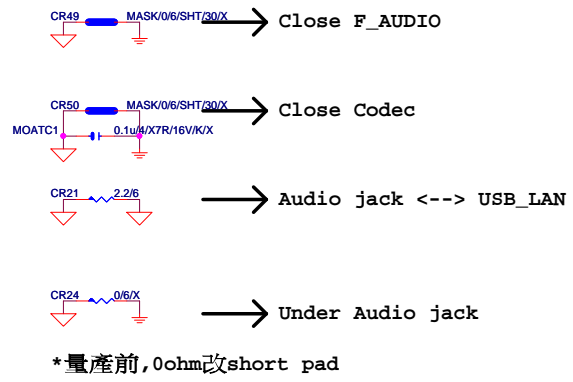 CR49 MASK/0/6/SHT/30/X Close F_AUDIO
CR50 MASK/0/6/SHT/30/X Close Codec
MOATC1 0.1u/4/X7R/16V/K/X
CR21 2.2/6 Audio jack <--> USB_LAN
CR24 0/6/X Under Audio jack
*量產前,0ohm改short pad